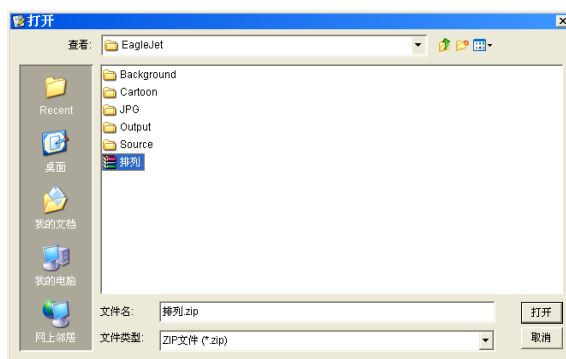 打开
查看:
EagleJet
Recent
桌面
我的文档
我的电脑
网上邻居
Background
Cartoon
JPG
Output
Source
排列
文件名:
排列.zip
打开
文件类型:
ZIP文件 (*.zip)
取消